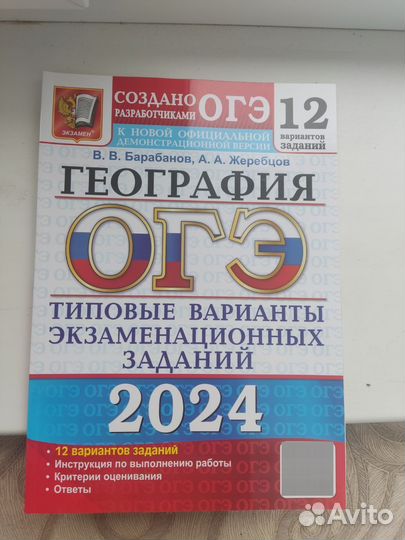 СОЗДАНО
РАЗРАБОТЧИКАМИ
ОГЭ
12
вариантов
заданий
ЭКЗАМЕН
К НОВОЙ ОФИЦИАЛЬНОЙ
ДЕМОНСТРАЦИОННОЙ ВЕРСИИ
В. В. Барабанов, А. А. Жеребцов
ГЕОГРАФИЯ
ОГЭ
ТИПОВЫЕ ВАРИАНТЫ
ЭКЗАМЕНАЦИОННЫХ
ЗАДАНИЙ
2024
• 12 вариантов заданий
• Инструкция по выполнению работы
• Критерии оценивания
• Ответы
Avito